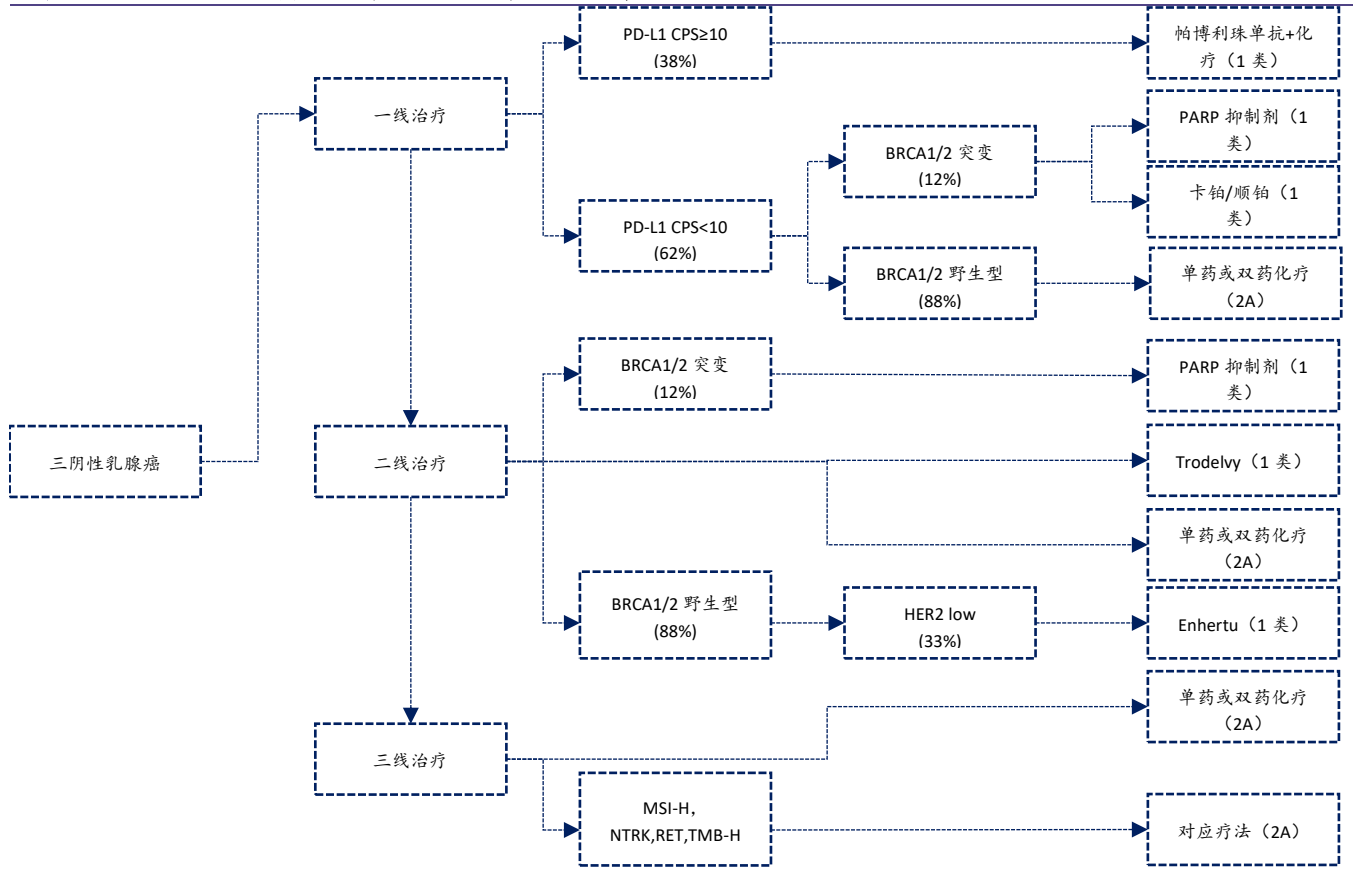 PD-L1 CPS≥10
(38%)
帕博利珠单抗+化
疗（1 类）
一线治疗
PARP 抑制剂（1
类）
BRCA1/2 突变
(12%)
卡铂/顺铂（1
类）
PD-L1 CPS<10
(62%)
BRCA1/2 野生型
(88%)
单药或双药化疗
（2A）
BRCA1/2 突变
(12%)
PARP 抑制剂（1
类）
三阴性乳腺癌
二线治疗
Trodelvy（1 类）
单药或双药化疗
（2A）
BRCA1/2 野生型
(88%)
HER2 low
(33%)
Enhertu（1 类）
单药或双药化疗
（2A）
三线治疗
MSI-H，
NTRK,RET,TMB-H
对应疗法（2A）